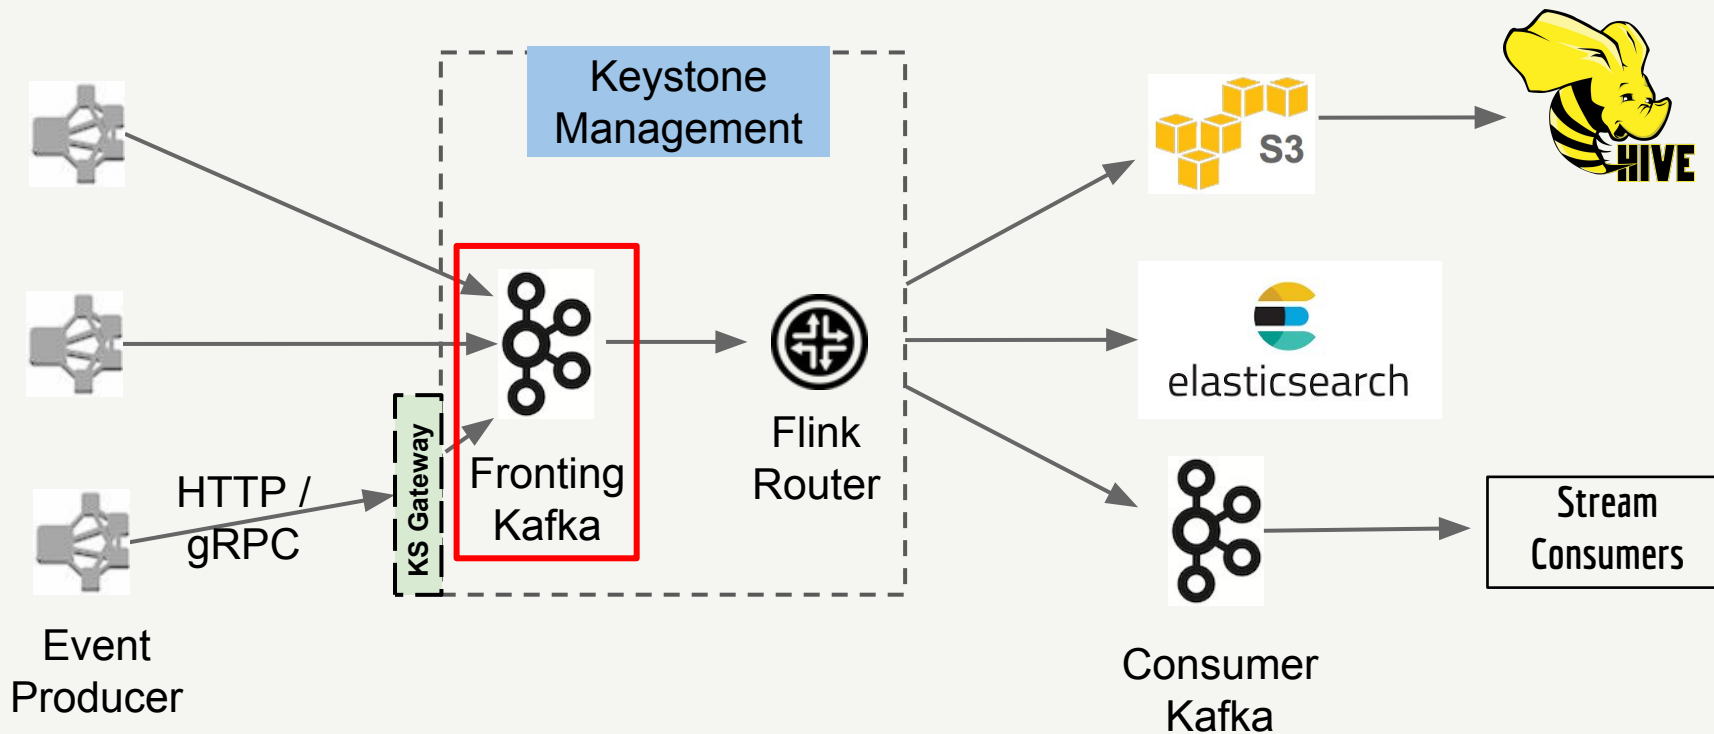 Keystone
Management
S3
HIVE
elasticsearch
Flink
Router
KS Gateway
Fronting
Kafka
HTTP /
gRPC
Stream
Consumers
Event
Producer
Consumer
Kafka